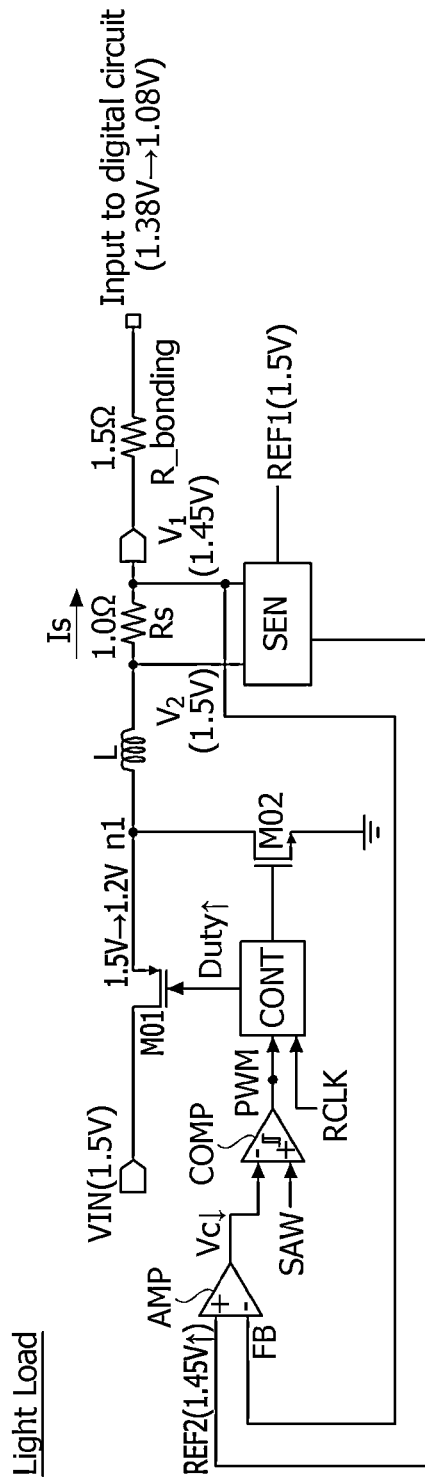 Light Load
VIN(1.5V)
1.5V→1.2V
n1
L
Is
1.0Ω
Rs
1.5Ω
R_bonding
Input to digital circuit
(1.38V→1.08V)
M01
V2
(1.5V)
V1
(1.45V)
Duty↑
M02
SEN
REF1(1.5V)
AMP
Vc↓
COMP
PWM
CONT
REF2(1.45V↑)
+
-
FB
-
+
SAW
RCLK